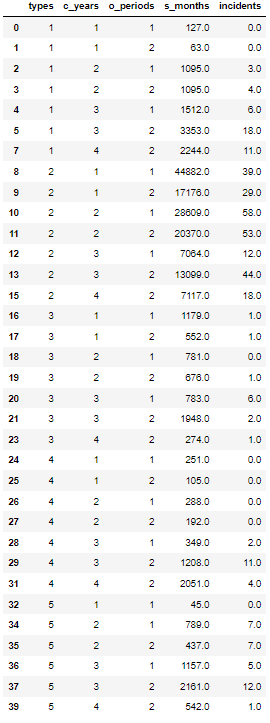 types c_years o_periods s_months incidents
0 1 1 1 127.0 0.0
1 1 1 2 63.0 0.0
2 1 2 1 1095.0 3.0
3 1 2 2 1095.0 4.0
4 1 3 1 1512.0 6.0
5 1 3 2 3353.0 18.0
7 1 4 2 2244.0 11.0
8 2 1 1 44882.0 39.0
9 2 1 2 17176.0 29.0
10 2 2 1 28609.0 58.0
11 2 2 2 20370.0 53.0
12 2 3 1 7064.0 12.0
13 2 3 2 13099.0 44.0
15 2 4 2 7117.0 18.0
16 3 1 1 1179.0 1.0
17 3 1 2 552.0 1.0
18 3 2 1 781.0 0.0
19 3 2 2 676.0 1.0
20 3 3 1 783.0 6.0
21 3 3 2 1948.0 2.0
23 3 4 2 274.0 1.0
24 4 1 1 251.0 0.0
25 4 1 2 105.0 0.0
26 4 2 1 288.0 0.0
27 4 2 2 192.0 0.0
28 4 3 1 349.0 2.0
29 4 3 2 1208.0 11.0
31 4 4 2 2051.0 4.0
32 5 1 1 45.0 0.0
34 5 2 1 789.0 7.0
35 5 2 2 437.0 7.0
36 5 3 1 1157.0 5.0
37 5 3 2 2161.0 12.0
39 5 4 2 542.0 1.0